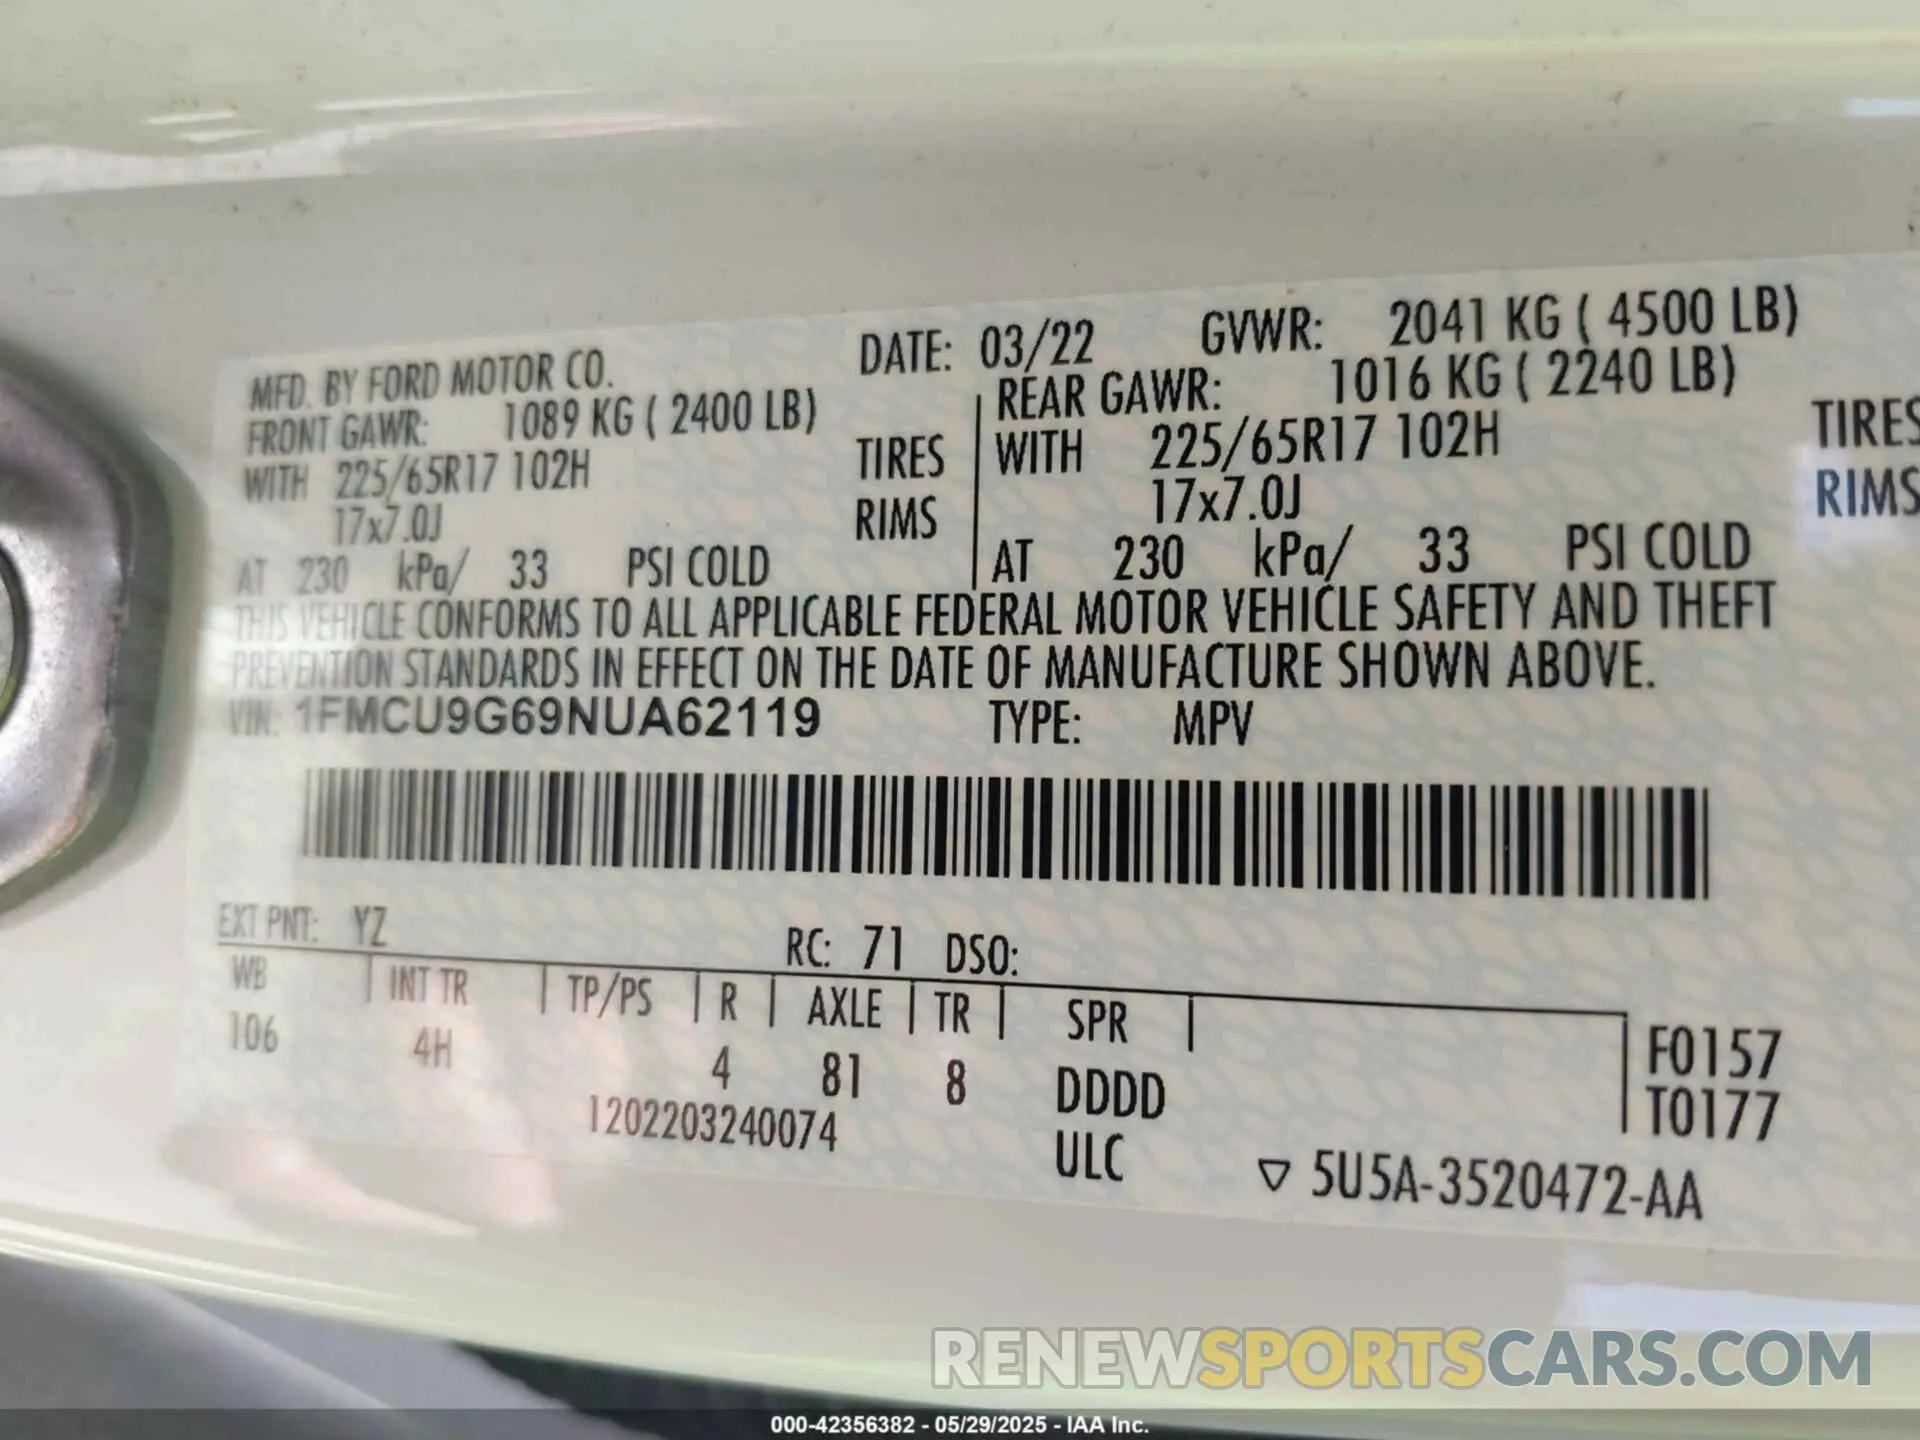 MFD. BY FORD MOTOR CO. DATE: 03/22 GVWR: 2041 KG ( 4500 LB)
FRONT GAWR: 1089 KG ( 2400 LB) REAR GAWR: 1016 KG ( 2240 LB)
WITH 225/65R17 102H TIRES WITH 225/65R17 102H TIRES
17x7.0J RIMS 17x7.0J RIMS
AT 230 kPa/ 33 PSI COLD AT 230 kPa/ 33 PSI COLD
THIS VEHICLE CONFORMS TO ALL APPLICABLE FEDERAL MOTOR VEHICLE SAFETY AND THEFT
PREVENTION STANDARDS IN EFFECT ON THE DATE OF MANUFACTURE SHOWN ABOVE.
VIN: 1FMCU9G69NUA62119 TYPE: MPV
EXT PNT: YZ RC: 71 DSO:
WB INT TR TP/PS R AXLE TR SPR
106 4H 4 81 8 DDDD
F0157
T0177
1202203240074 ULC
5U5A-3520472-AA
RENEWSPORTSCARS.COM
000-42356382 - 05/29/2025 - IAA Inc.